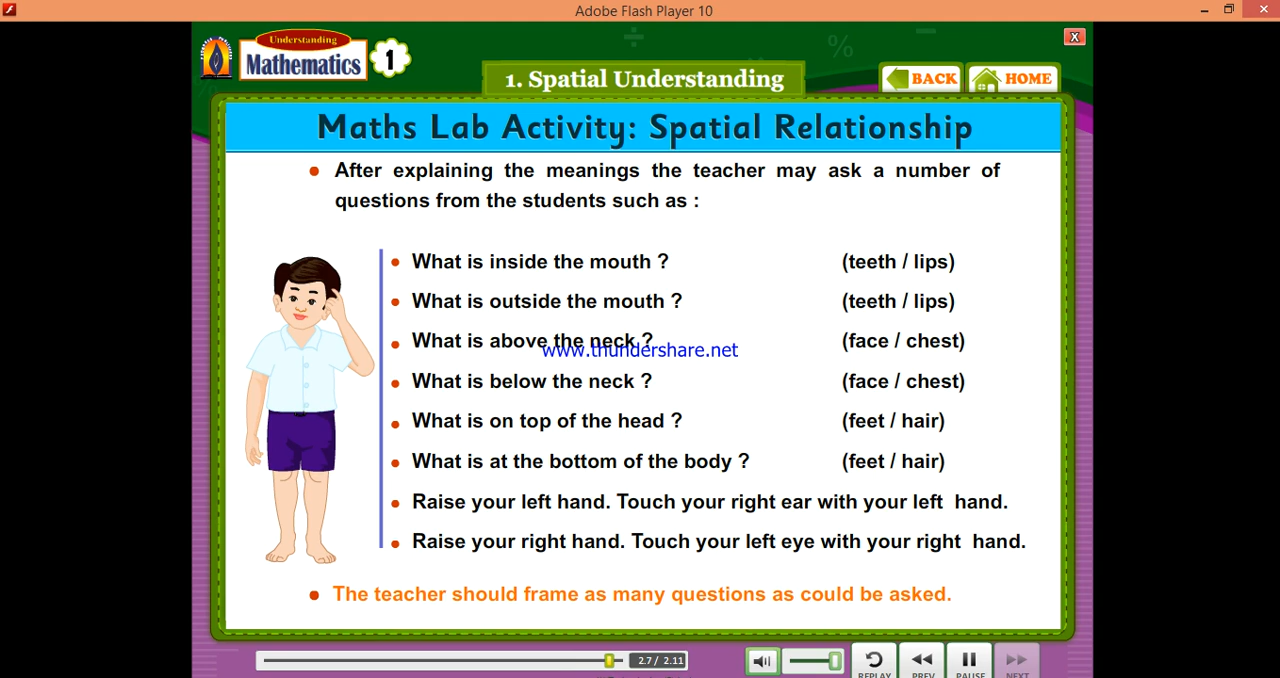 Adobe Flash Player 10
Understanding
Mathematics
1
X
1. Spatial Understanding
BACK
HOME
Maths Lab Activity: Spatial Relationship
After explaining the meanings the teacher may ask a number of
questions from the students such as :
What is inside the mouth ? (teeth / lips)
What is outside the mouth ? (teeth / lips)
What is above the neck ? (face / chest)
www.thundershare.net
What is below the neck ? (face / chest)
What is on top of the head ? (feet / hair)
What is at the bottom of the body ? (feet / hair)
Raise your left hand. Touch your right ear with your left hand.
Raise your right hand. Touch your left eye with your right hand.
The teacher should frame as many questions as could be asked.
2.7 / 2.11
REPLAY
PREV
PAUSE
NEXT